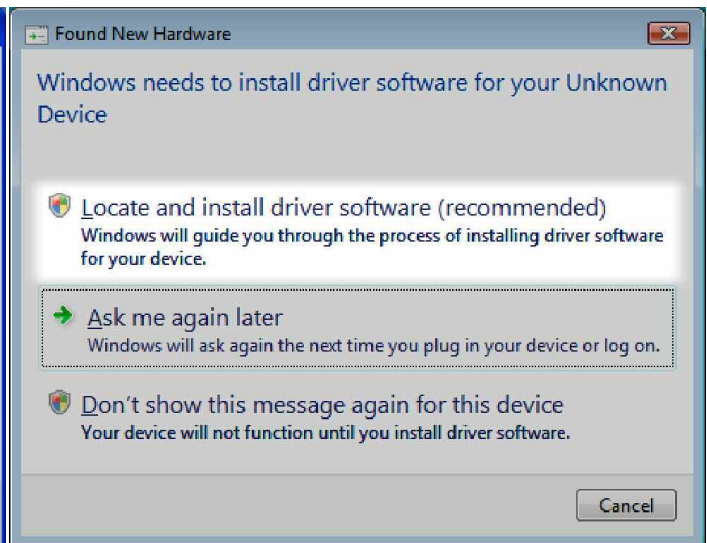 Found New Hardware
Windows needs to install driver software for your Unknown
Device
Locate and install driver software (recommended)
Windows will guide you through the process of installing driver software
for your device.
Ask me again later
Windows will ask again the next time you plug in your device or log on.
Don't show this message again for this device
Your device will not function until you install driver software.
Cancel